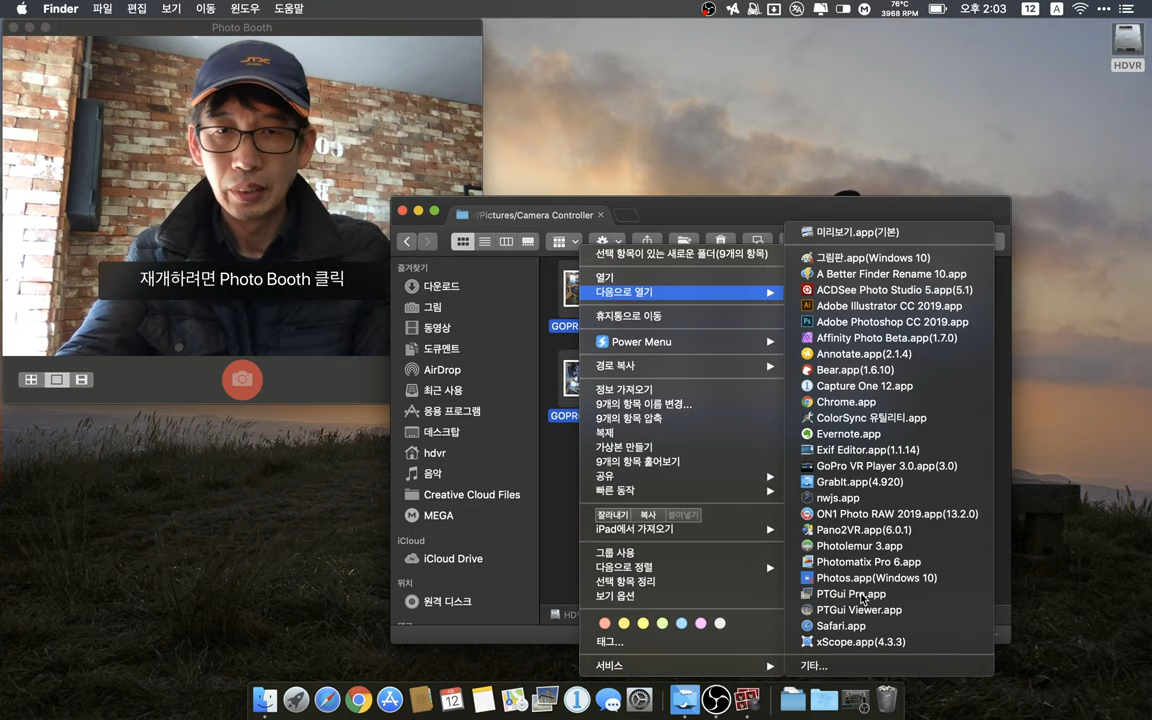 Finder 파일 편집 보기 이동 윈도우 도움말
76°C
3968 RPM
오후 2:03
12
A
Photo Booth
JTX
재개하려면 Photo Booth 클릭
HDVR
/Pictures/Camera Controller
즐겨찾기
다운로드
그림
동영상
도큐멘트
AirDrop
최근 사용
응용 프로그램
데스크탑
hdvr
음악
Creative Cloud Files
MEGA
iCloud
iCloud Drive
위치
원격 디스크
GOPR
GOPR
HDV
선택 항목이 있는 새로운 폴더(9개의 항목)
열기
다음으로 열기
휴지통으로 이동
Power Menu
경로 복사
정보 가져오기
9개의 항목 이름 변경...
9개의 항목 압축
복제
가상본 만들기
9개의 항목 훑어보기
공유
빠른 동작
잘라내기 복사 붙여넣기
iPad에서 가져오기
그룹 사용
다음으로 정렬
선택 항목 정리
보기 옵션
태그...
서비스
미리보기.app(기본)
그림판.app(Windows 10)
A Better Finder Rename 10.app
ACDSee Photo Studio 5.app(5.1)
Adobe Illustrator CC 2019.app
Adobe Photoshop CC 2019.app
Affinity Photo Beta.app(1.7.0)
Annotate.app(2.1.4)
Bear.app(1.6.10)
Capture One 12.app
Chrome.app
ColorSync 유틸리티.app
Evernote.app
Exif Editor.app(1.1.14)
GoPro VR Player 3.0.app(3.0)
GrabIt.app(4.920)
nwjs.app
ON1 Photo RAW 2019.app(13.2.0)
Pano2VR.app(6.0.1)
Photolemur 3.app
Photomatix Pro 6.app
Photos.app(Windows 10)
PTGui Pro.app
PTGui Viewer.app
Safari.app
xScope.app(4.3.3)
기타...
12